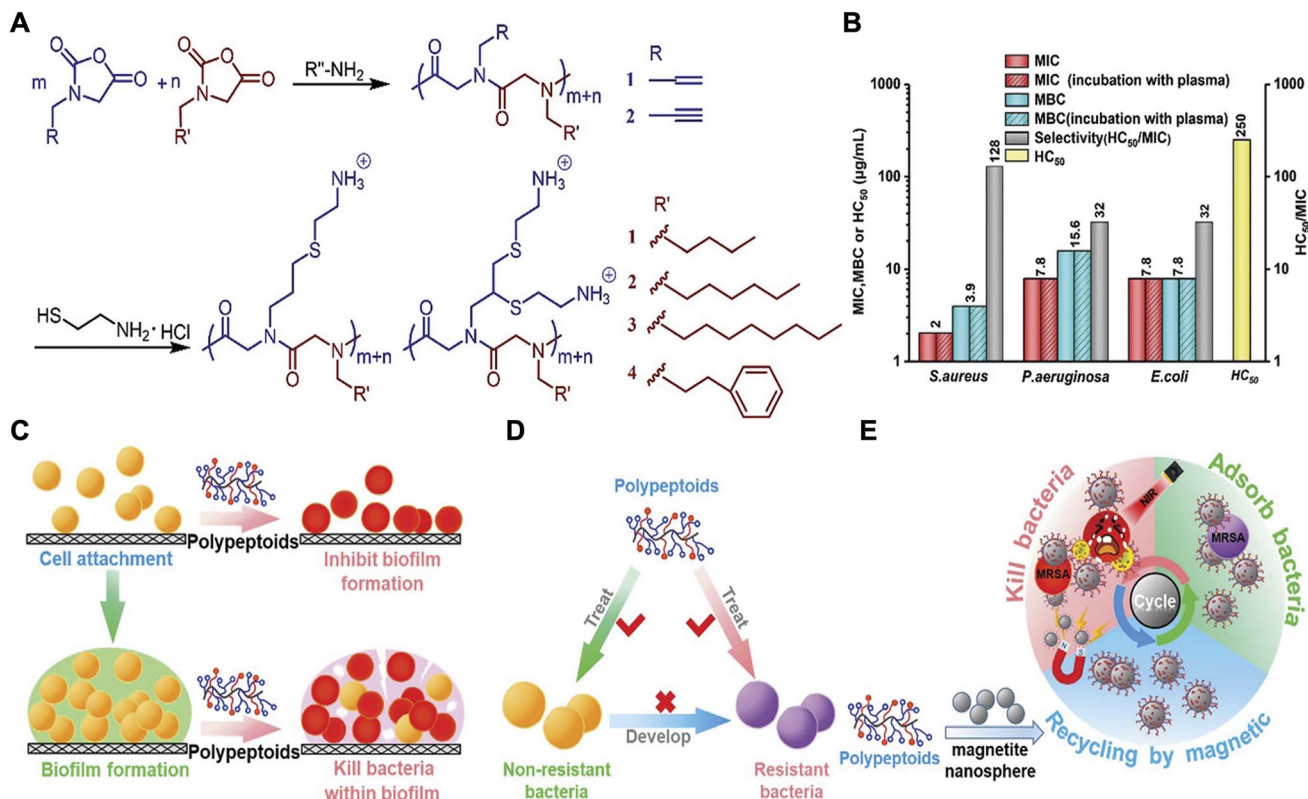 A
m
O
O
O
N
R
+n
O
O
O
N
R'
R"-NH₂
O
R
N
N
O
R'
m+n
R
1
2
HS
NH₂· HCl
NH₃
⊕
S
O
N
N
O
R'
m+n
NH₃
⊕
S
S
NH₃
⊕
O
N
N
O
R'
m+n
R'
1
2
3
4
B
MIC
MIC (incubation with plasma)
MBC
MBC(incubation with plasma)
Selectivity(HC₅₀/MIC)
HC₅₀
MIC,MBC or HC₅₀ (μg/mL)
1000
100
10
1
2
3.9
128
7.8
15.6
32
7.8
7.8
32
250
1000
100
10
1
HC₅₀/MIC
S.aureus
P.aeruginosa
E.coli
HC₅₀
C
Cell attachment
Polypeptoids
Inhibit biofilm
formation
Biofilm formation
Polypeptoids
Kill bacteria
within biofilm
D
Polypeptoids
Treat
Treat
Develop
Non-resistant
bacteria
Resistant
bacteria
Polypeptoids
magnetite
nanosphere
E
Kill bacteria
Adsorb bacteria
Recycling by magnetic
NIR
MRSA
MRSA
Cycle
N
S